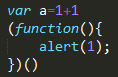 var a=1+1
(function(){
    alert(1);
})()